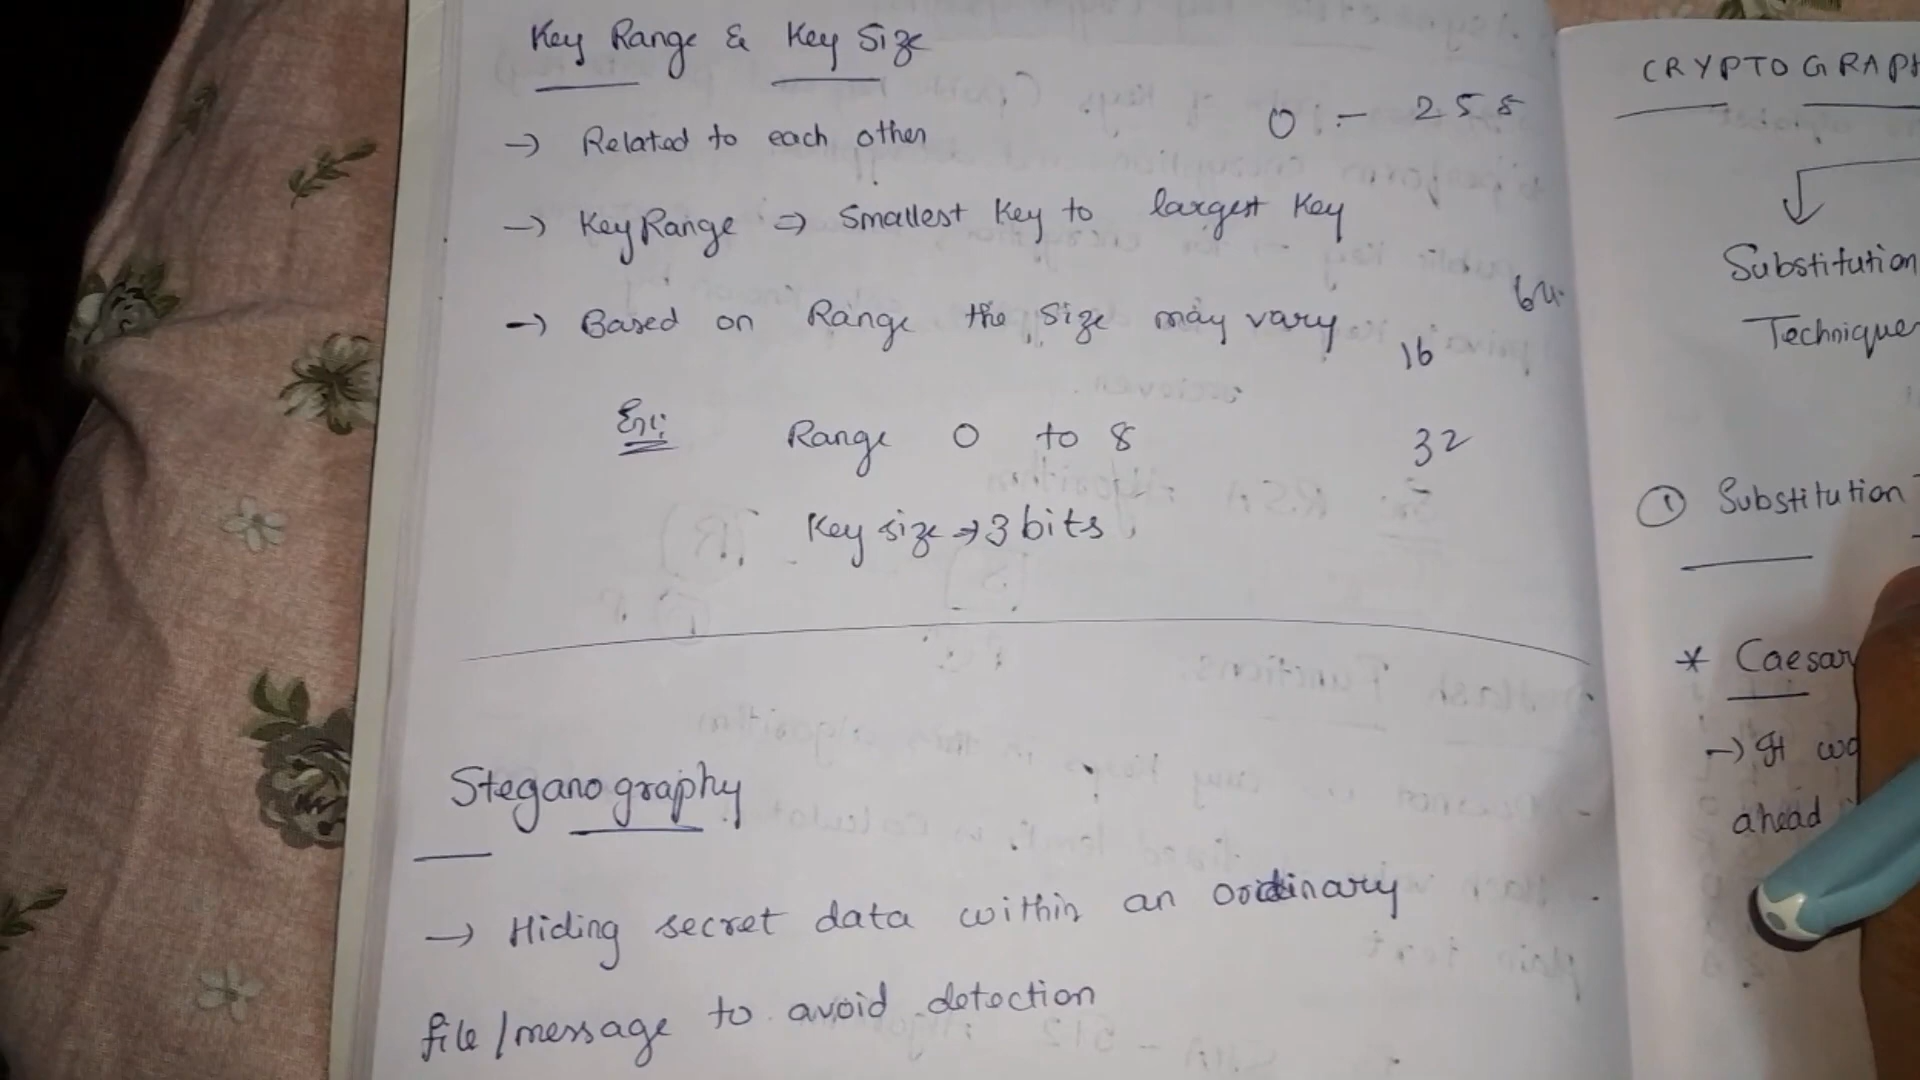 Key Range & Key Size
0 - 255
→ Related to each other
→ Key Range ⇒ Smallest Key to largest Key
→ Based on Range the Size may vary
64
16
Ex:
Range 0 to 8
32
Key size → 3 bits
Steganography
→ Hiding secret data within an ordinary
file/message to avoid detection
CRYPTOGRAPH
Substitution
Technique
① Substitution
* Caesar
→ It
ahead